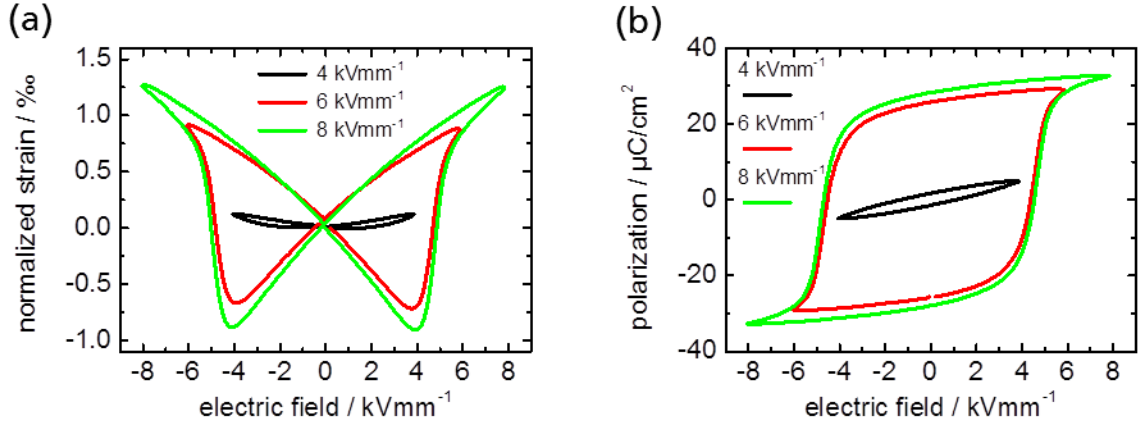 (a)
normalized strain / ‰
1.5
1.0
0.5
0.0
-0.5
-1.0
4 kVmm⁻¹
6 kVmm⁻¹
8 kVmm⁻¹
-8 -6 -4 -2 0 2 4 6 8
electric field / kVmm⁻¹
(b)
polarization / µC/cm²
40
20
0
-20
-40
4 kVmm⁻¹
6 kVmm⁻¹
8 kVmm⁻¹
-8 -6 -4 -2 0 2 4 6 8
electric field / kVmm⁻¹